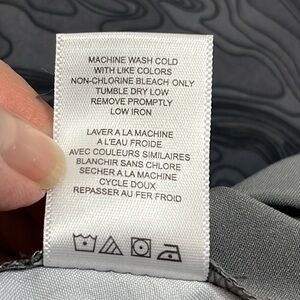 MACHINE WASH COLD
WITH LIKE COLORS
NON-CHLORINE BLEACH ONLY
TUMBLE DRY LOW
REMOVE PROMPTLY
LOW IRON
LAVER A LA MACHINE
A L'EAU FROIDE
AVEC COULEURS SIMILAIRES
BLANCHIR SANS CHLORE
SECHER A LA MACHINE
CYCLE DOUX
REPASSER AU FER FROID